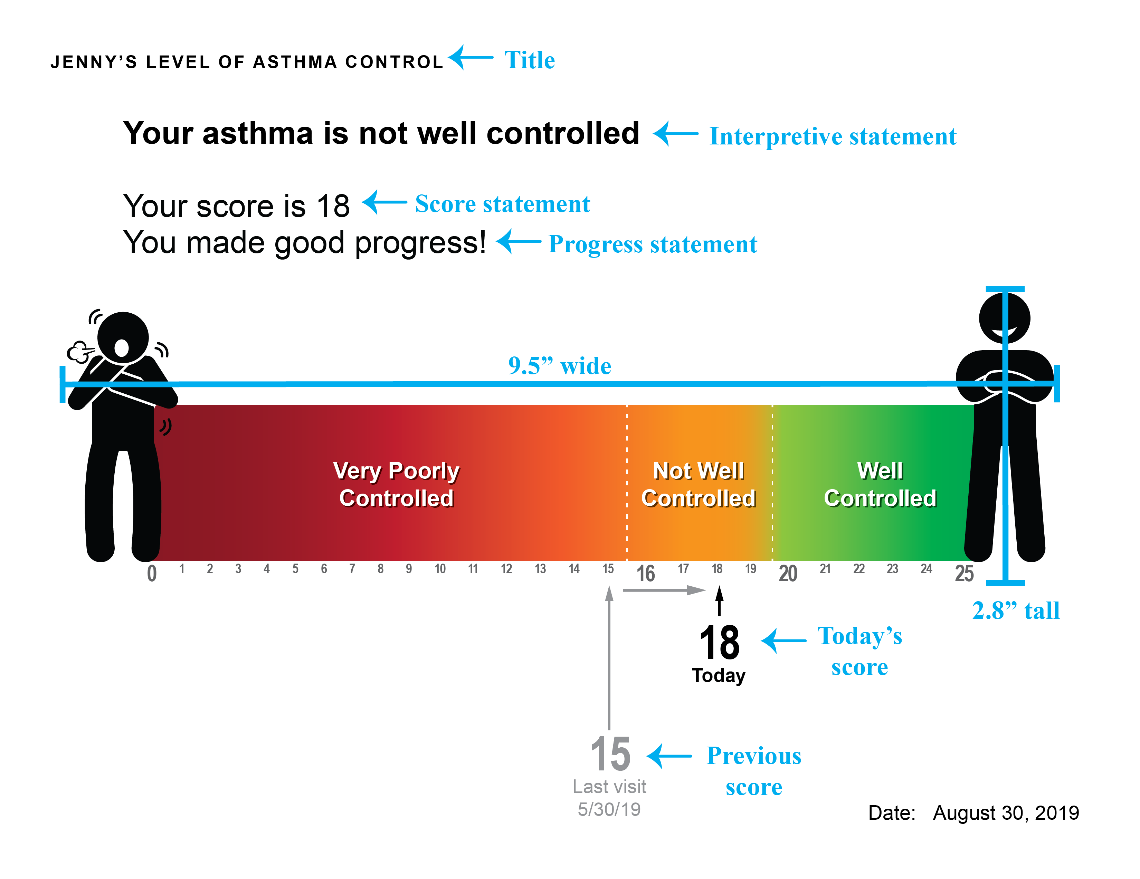 JENNY'S LEVEL OF ASTHMA CONTROL Title
Your asthma is not well controlled Interpretive statement
Your score is 18 Score statement
You made good progress! Progress statement
9.5” wide
Very Poorly
Controlled
Not Well
Controlled
Well
Controlled
0 1 2 3 4 5 6 7 8 9 10 11 12 13 14 15 16 17 18 19 20 21 22 23 24 25
2.8” tall
18
Today
Today’s
score
15
Last visit
5/30/19
Previous
score
Date: August 30, 2019